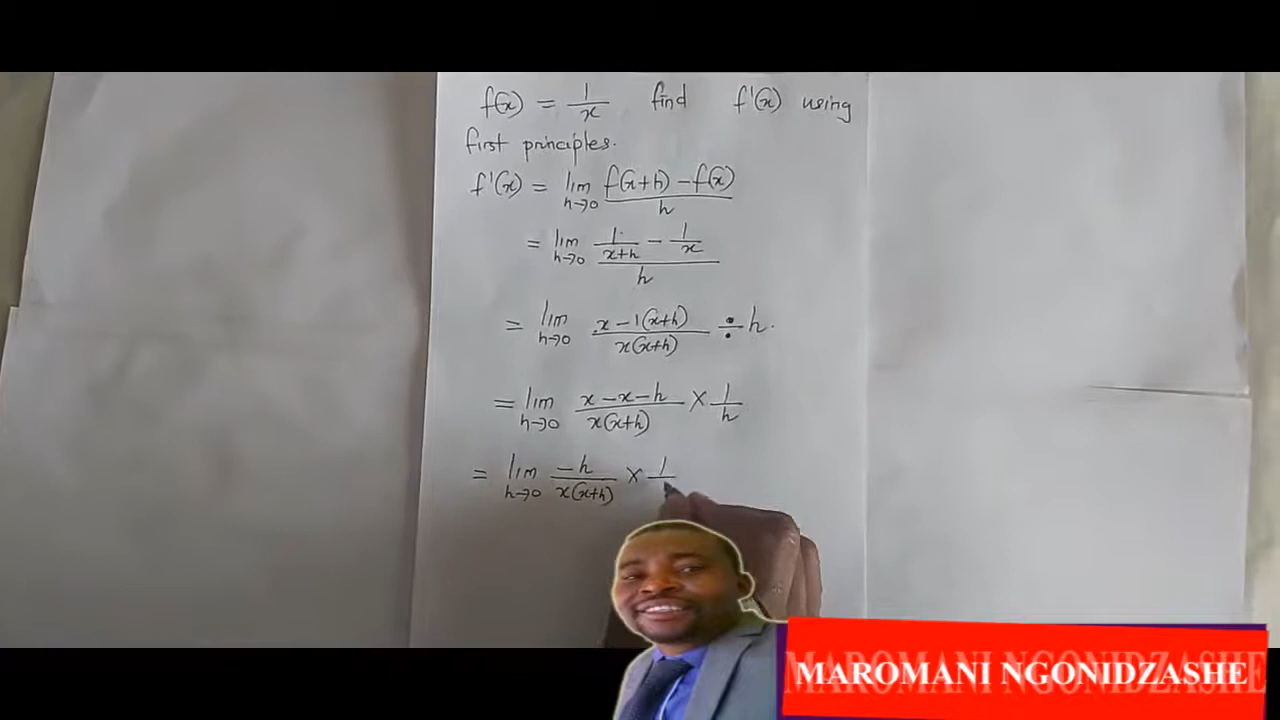 f(x) = 1/x find f'(x) using
first principles.
f'(x) = lim h→0 (f(x+h) - f(x))/h
= lim h→0 (1/(x+h) - 1/x)/h
= lim h→0 (x - 1(x+h))/(x(x+h)) ÷ h.
= lim h→0 (x - x - h)/(x(x+h)) × 1/h
= lim h→0 (-h)/(x(x+h)) × 1/
MAROMANI NGONIDZASHE